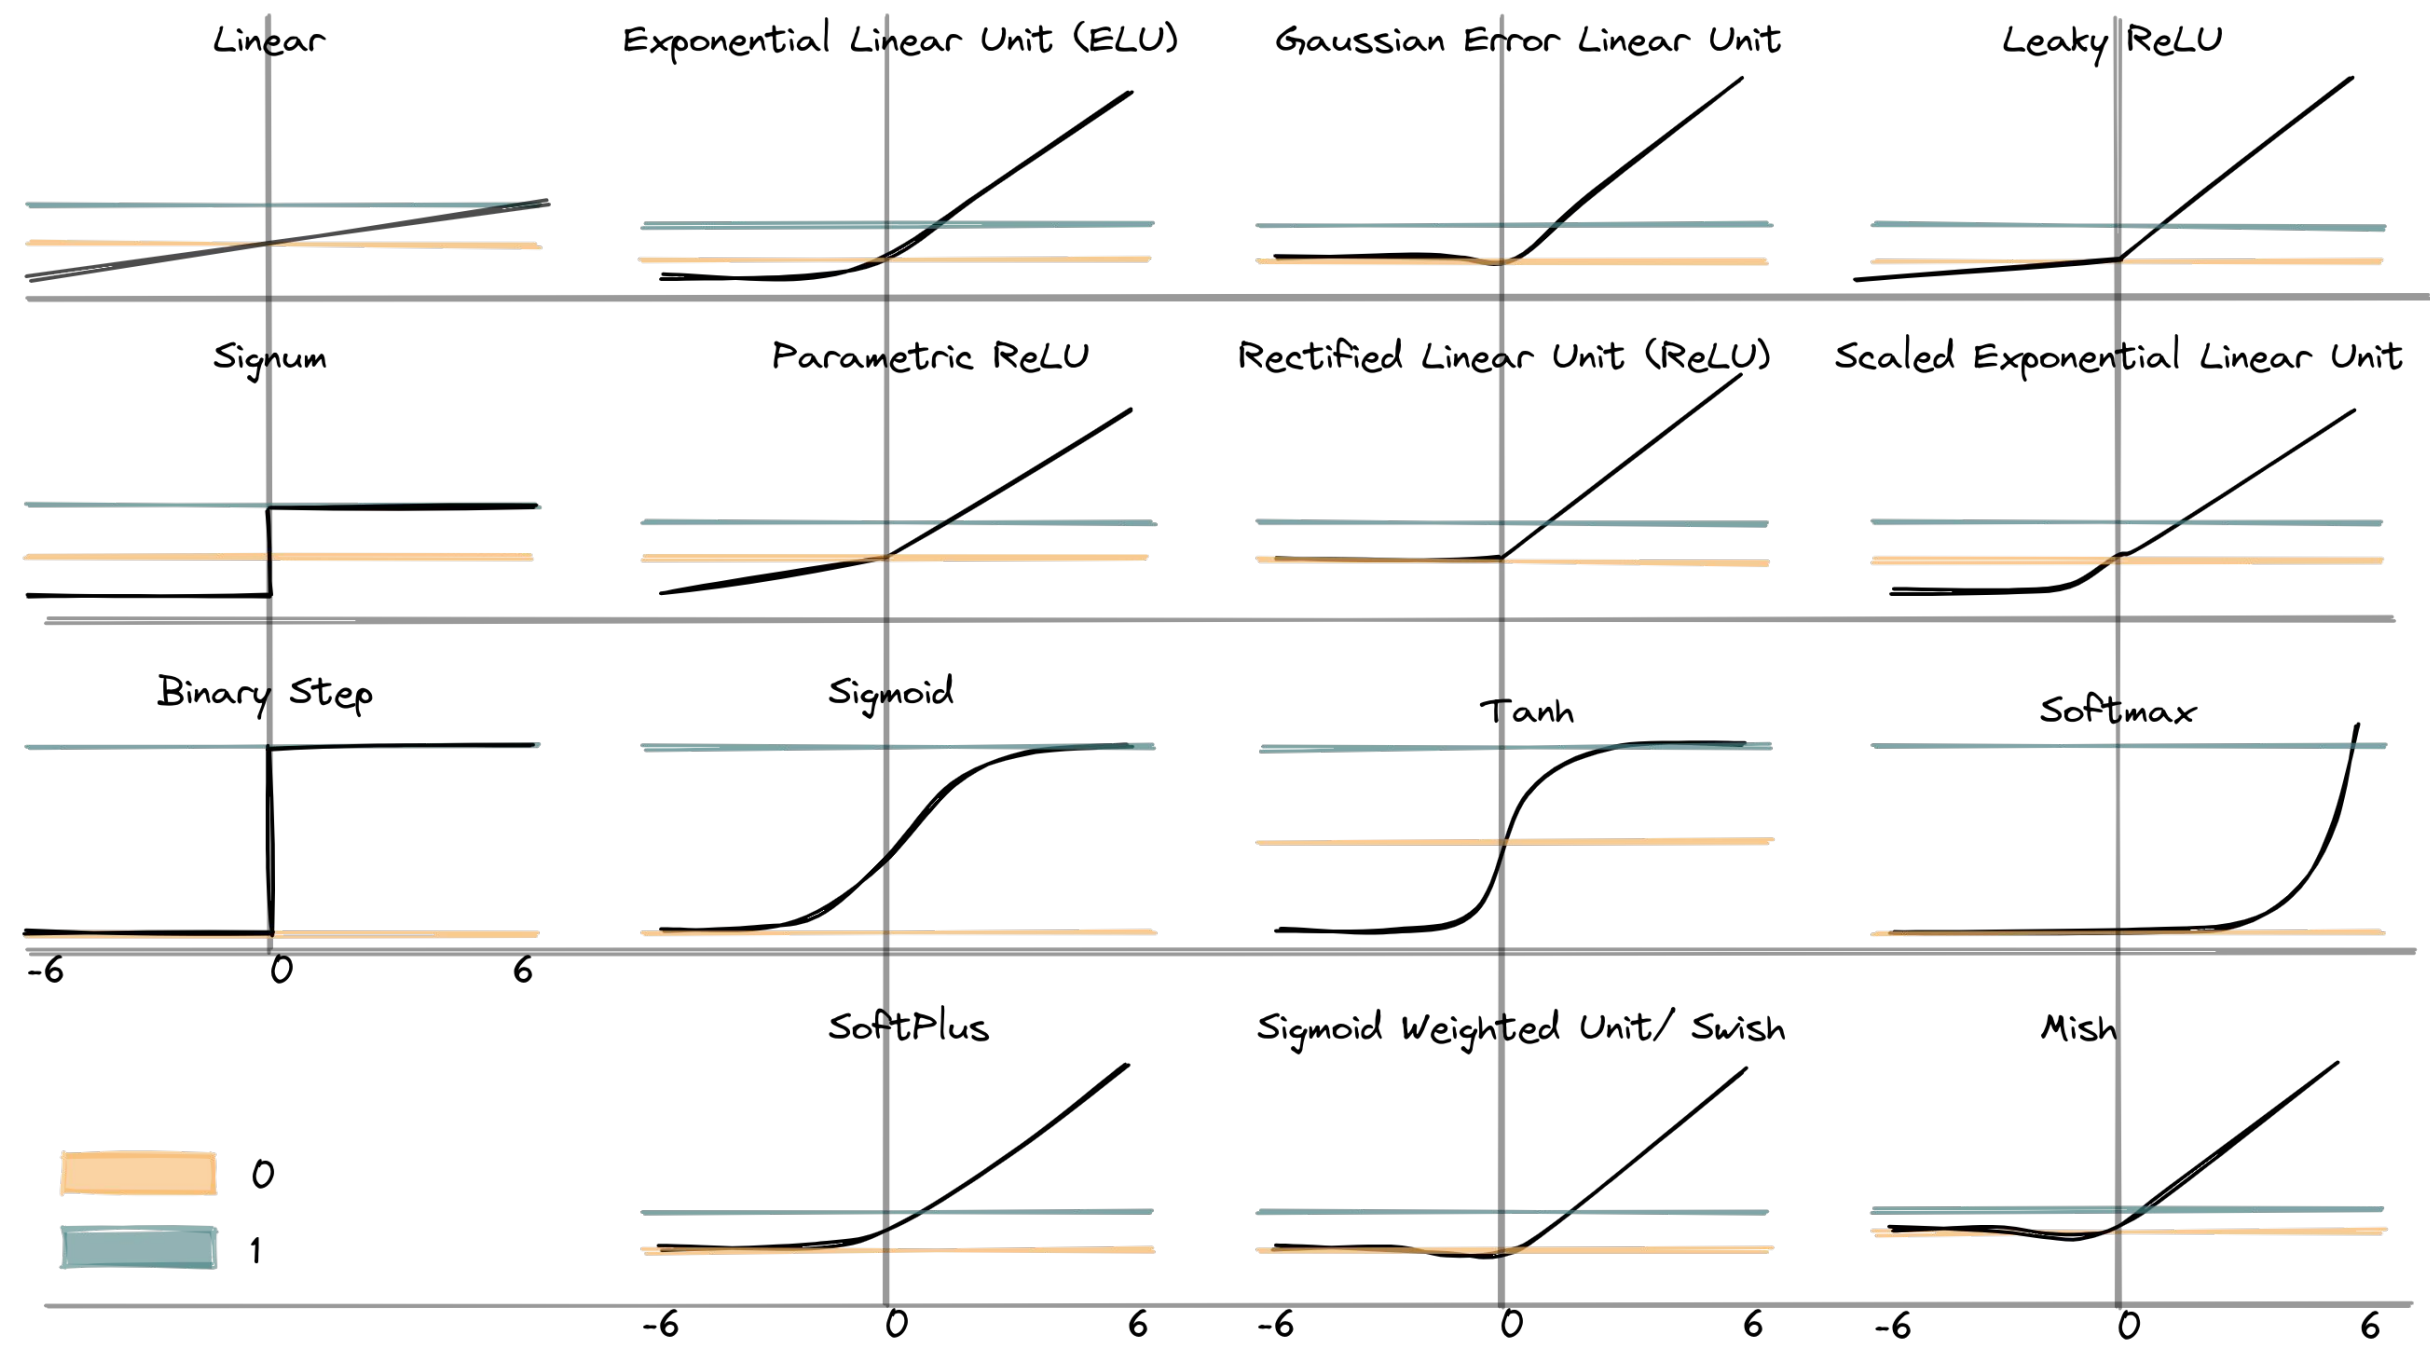 Linear
Exponential Linear Unit (ELU)
Gaussian Error Linear Unit
Leaky ReLU
Signum
Parametric ReLU
Rectified Linear Unit (ReLU)
Scaled Exponential Linear Unit
Binary Step
Sigmoid
Tanh
Softmax
-6 0 6
SoftPlus
Sigmoid Weighted Unit/ Swish
Mish
0
1
-6 0 6
-6 0 6
-6 0 6